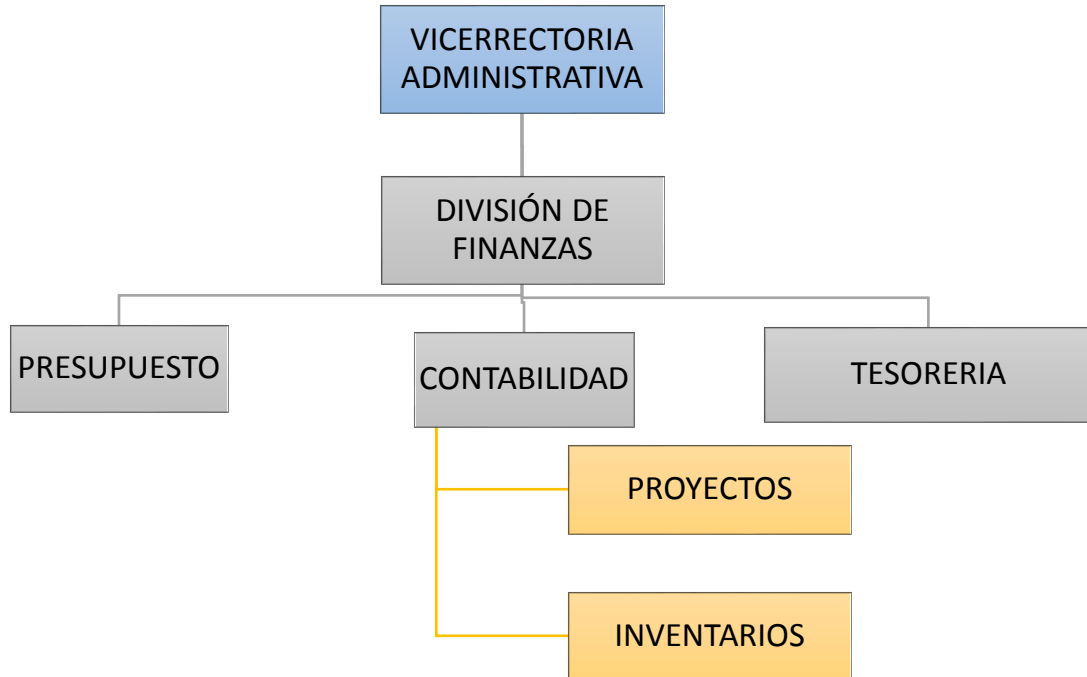 VICERRECTORIA
ADMINISTRATIVA
DIVISIÓN DE
FINANZAS
PRESUPUESTO
CONTABILIDAD
TESORERIA
PROYECTOS
INVENTARIOS